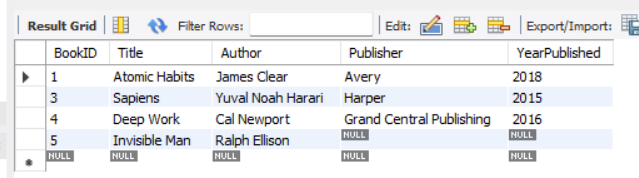 Result Grid Filter Rows: Edit: Export/Import:
BookID Title Author Publisher YearPublished
1 Atomic Habits James Clear Avery 2018
3 Sapiens Yuval Noah Harari Harper 2015
4 Deep Work Cal Newport Grand Central Publishing 2016
5 Invisible Man Ralph Ellison NULL NULL
NULL NULL NULL NULL NULL